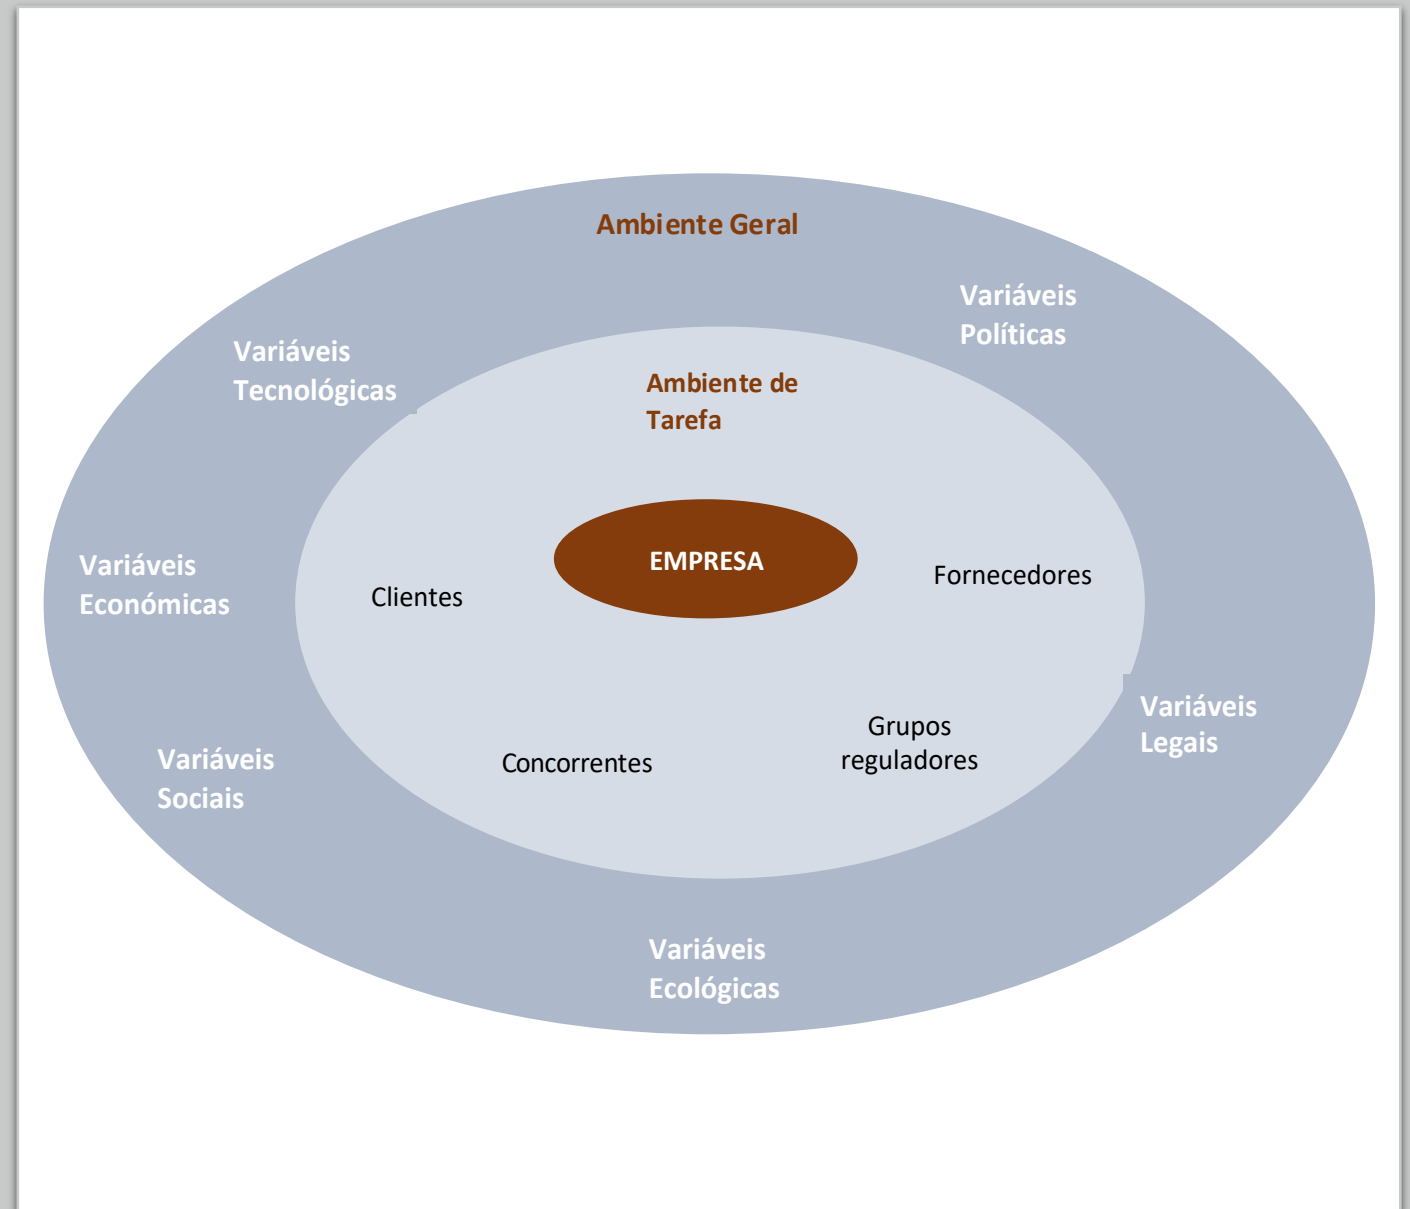 Ambiente Geral
Variáveis
Políticas
Variáveis
Tecnológicas
Ambiente de
Tarefa
EMPRESA
Variáveis
Económicas
Clientes
Fornecedores
Variáveis
Legais
Grupos
reguladores
Concorrentes
Variáveis
Sociais
Variáveis
Ecológicas